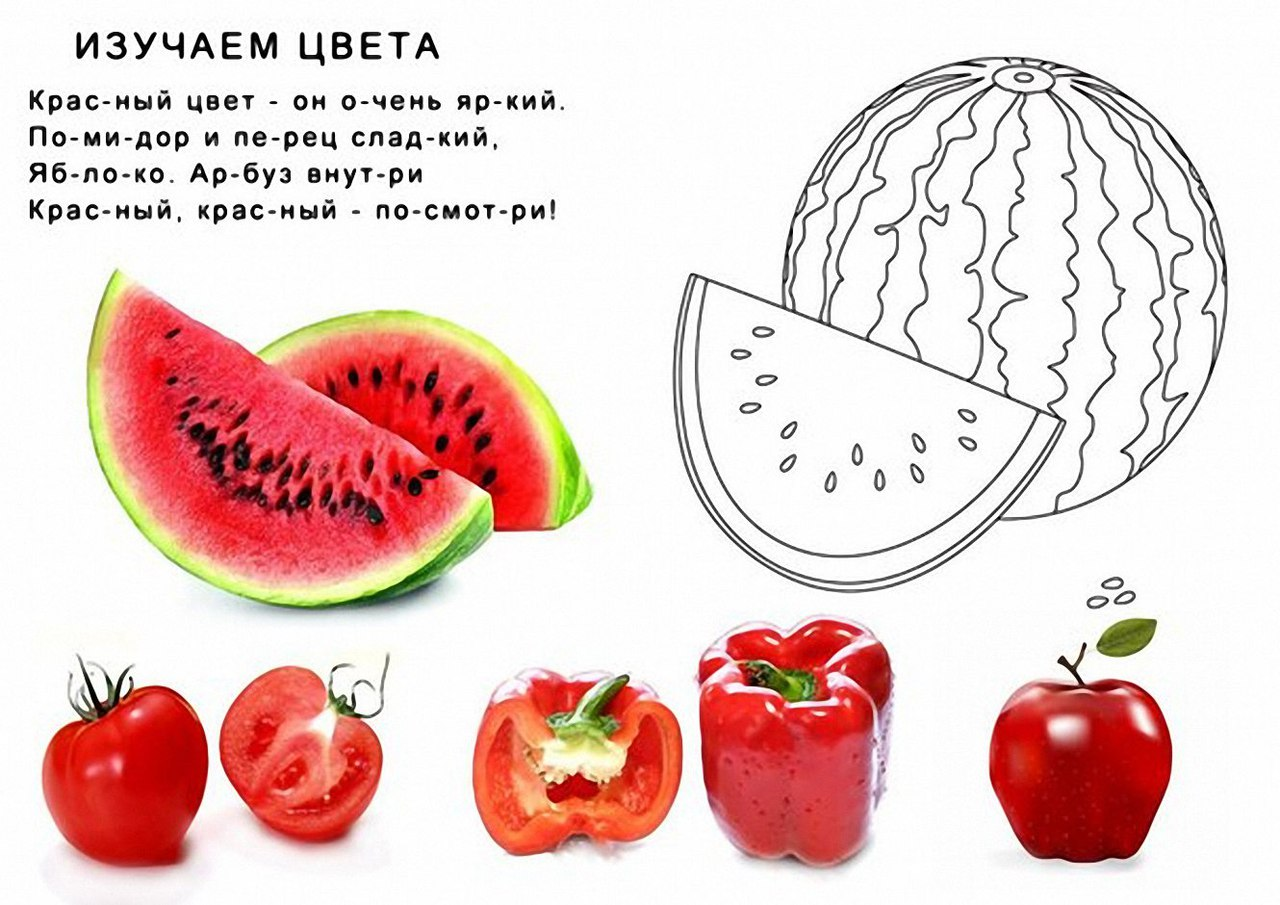 ИЗУЧАЕМ ЦВЕТА
Крас-ный цвет - он о-чень яр-кий.
По-ми-дор и пе-рец слад-кий,
Яб-ло-ко. Ар-буз внут-ри
Крас-ный, крас-ный - по-смот-ри!